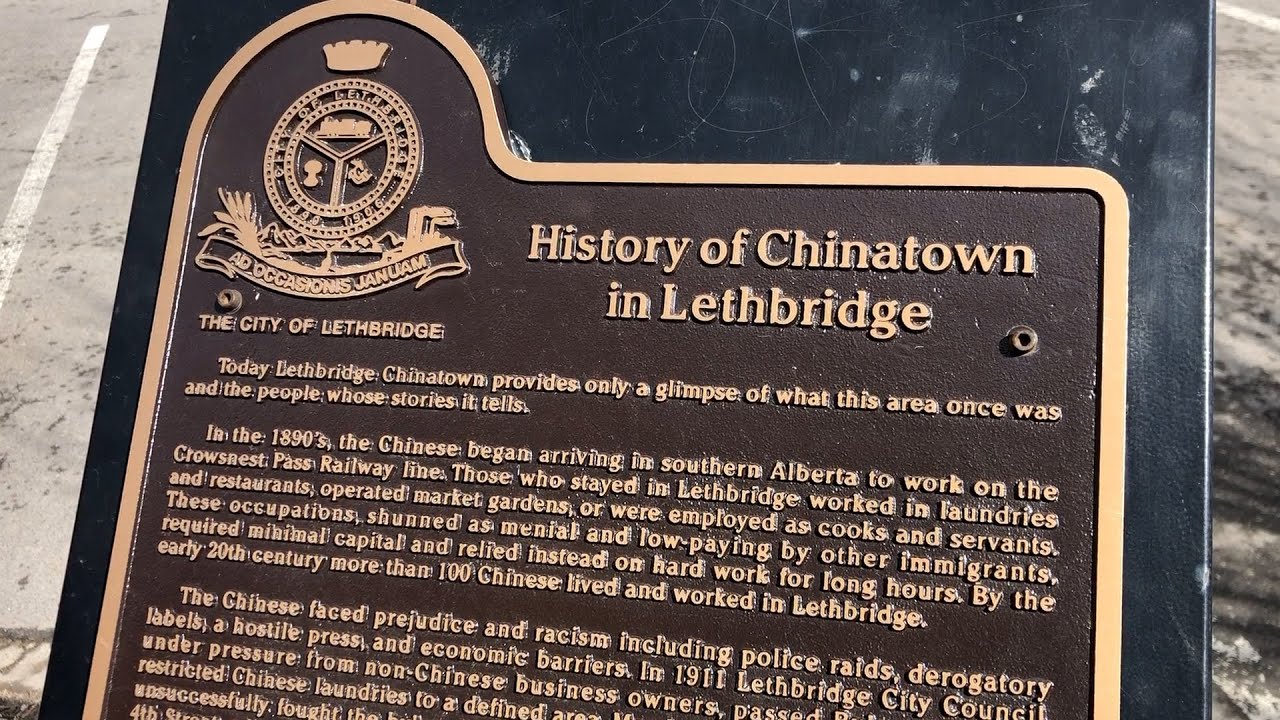 CITY OF LETHBRIDGE
1890 1906
AD OCCASIONIS JANUAM
THE CITY OF LETHBRIDGE
History of Chinatown
in Lethbridge
Today Lethbridge Chinatown provides only a glimpse of what this area once was
and the people whose stories it tells.
In the 1890's, the Chinese began arriving in southern Alberta to work on the
Crowsnest Pass Railway line. Those who stayed in Lethbridge worked in laundries
and restaurants, operated market gardens, or were employed as cooks and servants.
These occupations, shunned as menial and low-paying by other immigrants,
required minimal capital and relied instead on hard work for long hours. By the
early 20th century more than 100 Chinese lived and worked in Lethbridge.
The Chinese faced prejudice and racism including police raids, derogatory
labels, a hostile press, and economic barriers. In 1911 Lethbridge City Council
under pressure from non-Chinese business owners, passed
restricted Chinese laundries to a defined area.
unsuccessfully fought the
4th